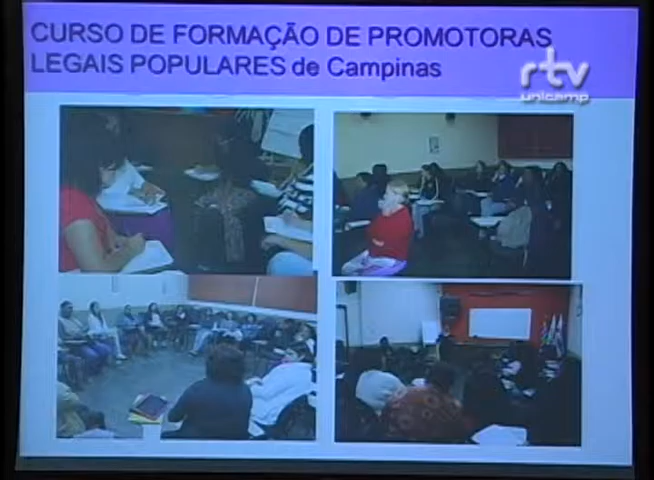 CURSO DE FORMAÇÃO DE PROMOTORAS
LEGAIS POPULARES de Campinas
rtv
unicamp